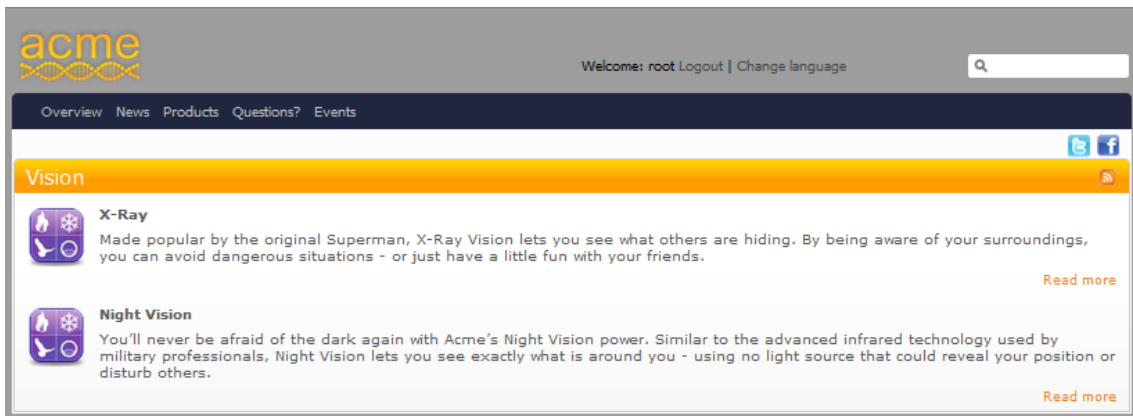 acme
Welcome: root Logout | Change language
Overview News Products Questions? Events
Vision
X-Ray
Made popular by the original Superman, X-Ray Vision lets you see what others are hiding. By being aware of your surroundings,
you can avoid dangerous situations - or just have a little fun with your friends.
Read more
Night Vision
You’ll never be afraid of the dark again with Acme’s Night Vision power. Similar to the advanced infrared technology used by
military professionals, Night Vision lets you see exactly what is around you - using no light source that could reveal your position or
disturb others.
Read more